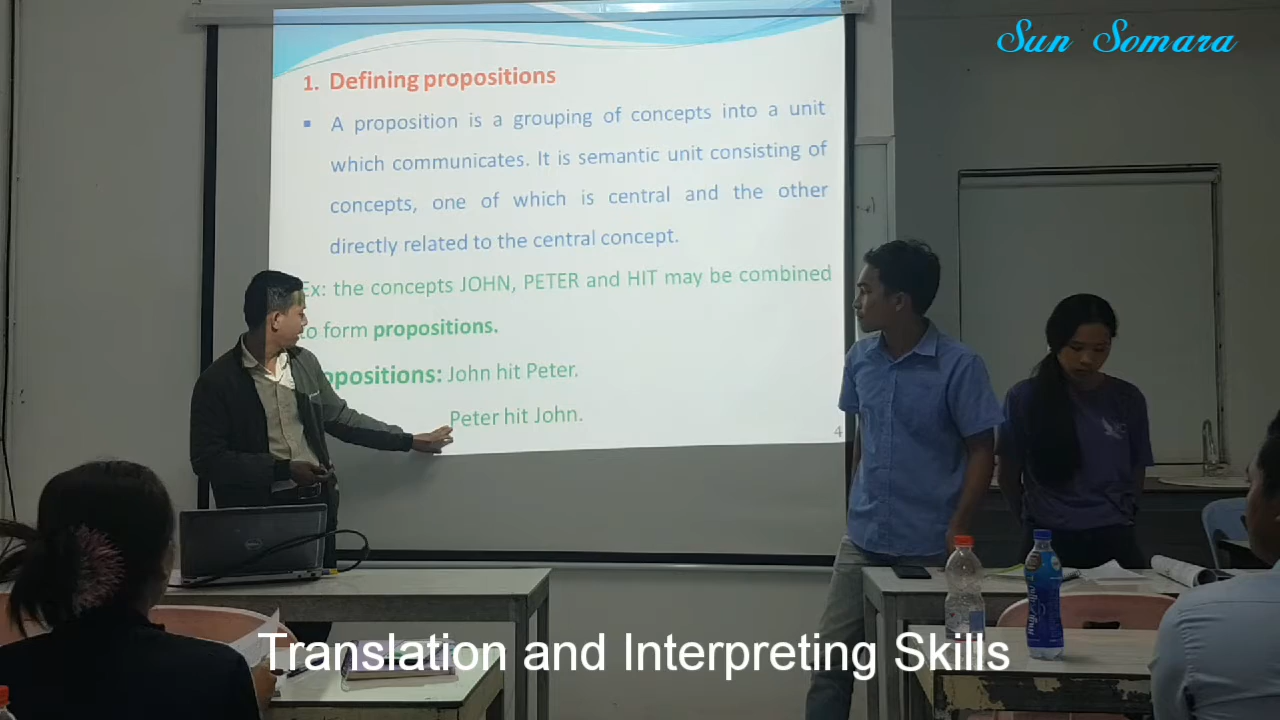 Sun Somara
1. Defining propositions
▪ A proposition is a grouping of concepts into a unit
which communicates. It is semantic unit consisting of
concepts, one of which is central and the other
directly related to the central concept.
Ex: the concepts JOHN, PETER and HIT may be combined
to form propositions.
opositions: John hit Peter.
Peter hit John.
4
Translation and Interpreting Skills